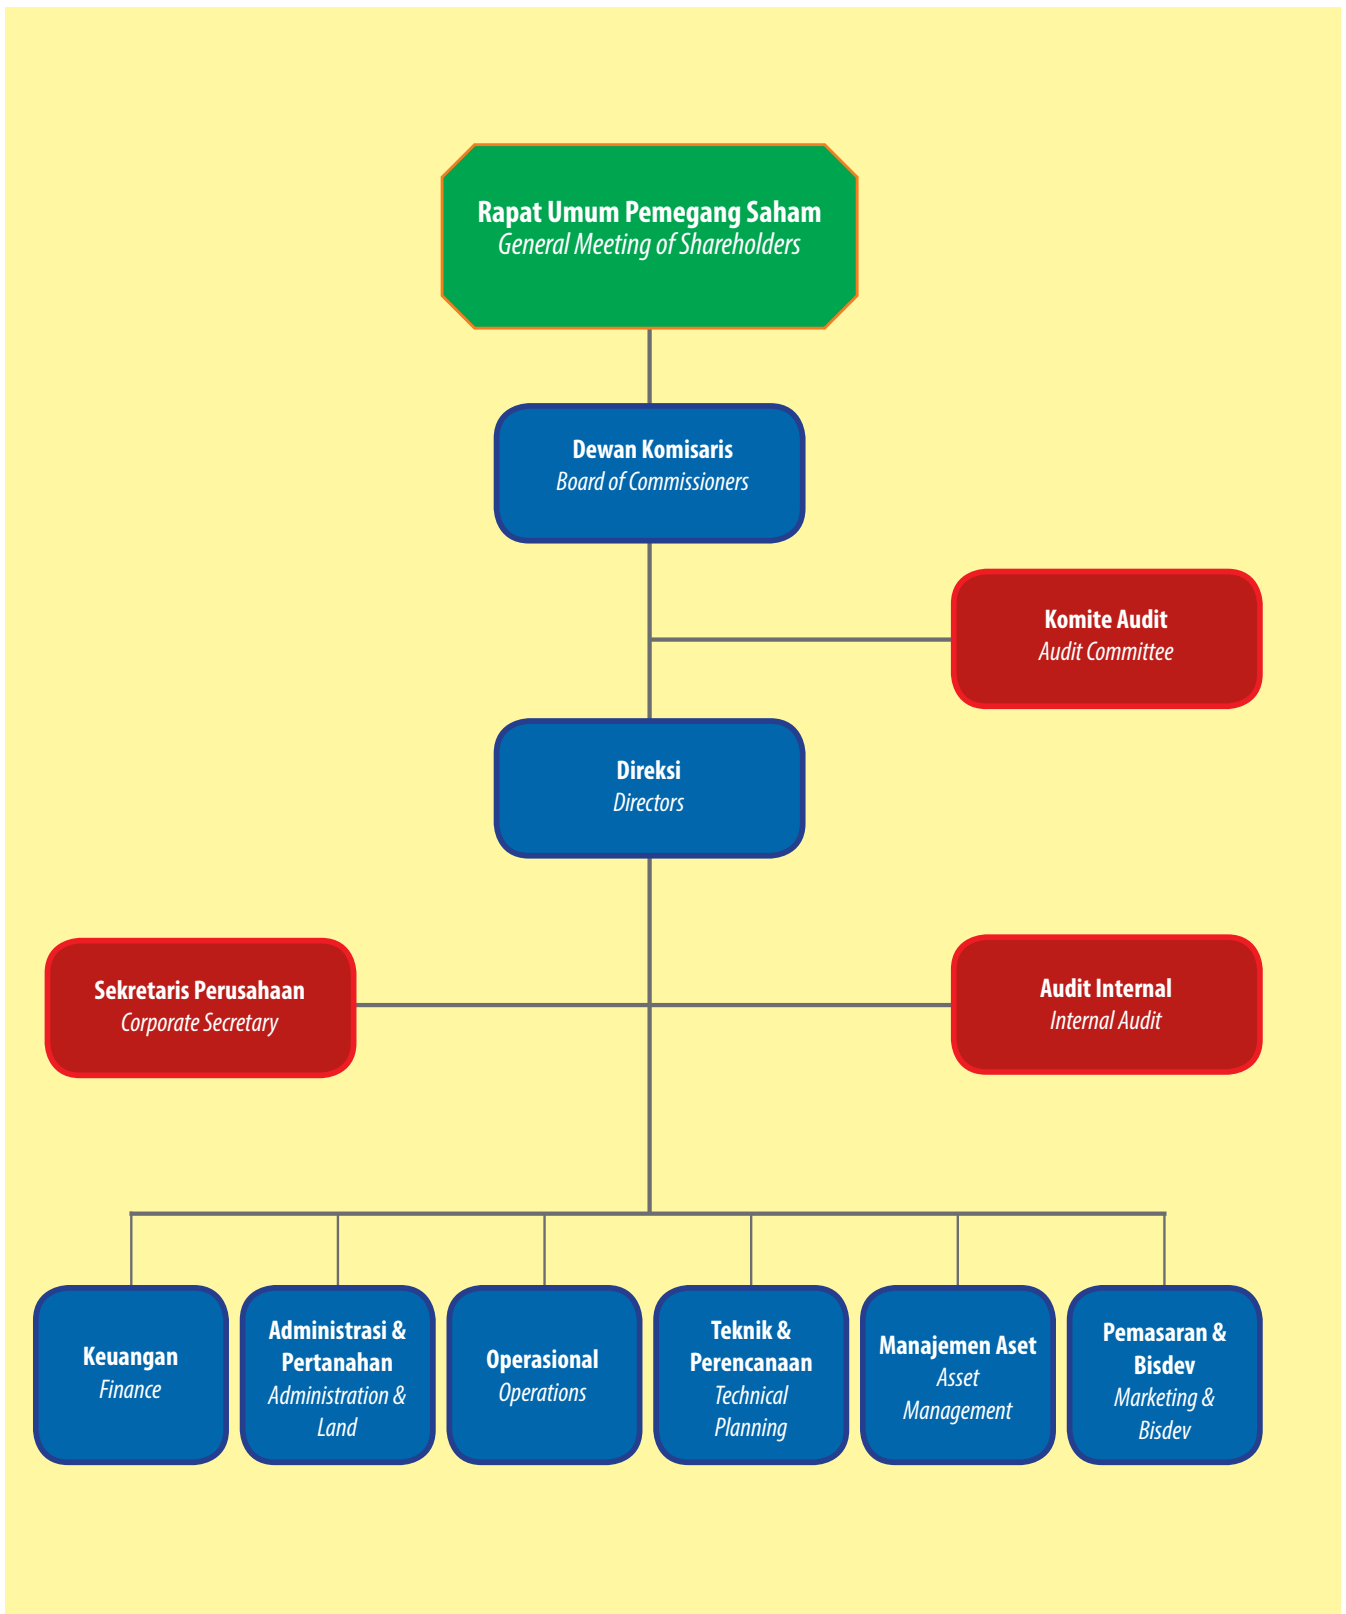 Rapat Umum Pemegang Saham
General Meeting of Shareholders
Dewan Komisaris
Board of Commissioners
Komite Audit
Audit Committee
Direksi
Directors
Sekretaris Perusahaan
Corporate Secretary
Audit Internal
Internal Audit
Keuangan
Finance
Administrasi &
Pertanahan
Administration &
Land
Operasional
Operations
Teknik &
Perencanaan
Technical
Planning
Manajemen Aset
Asset
Management
Pemasaran &
Bisdev
Marketing &
Bisdev